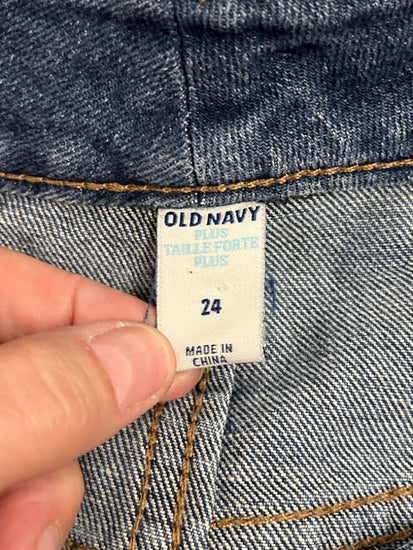 OLD NAVY
PLUS
TAILLE FORTE
PLUS
24
MADE IN
CHINA